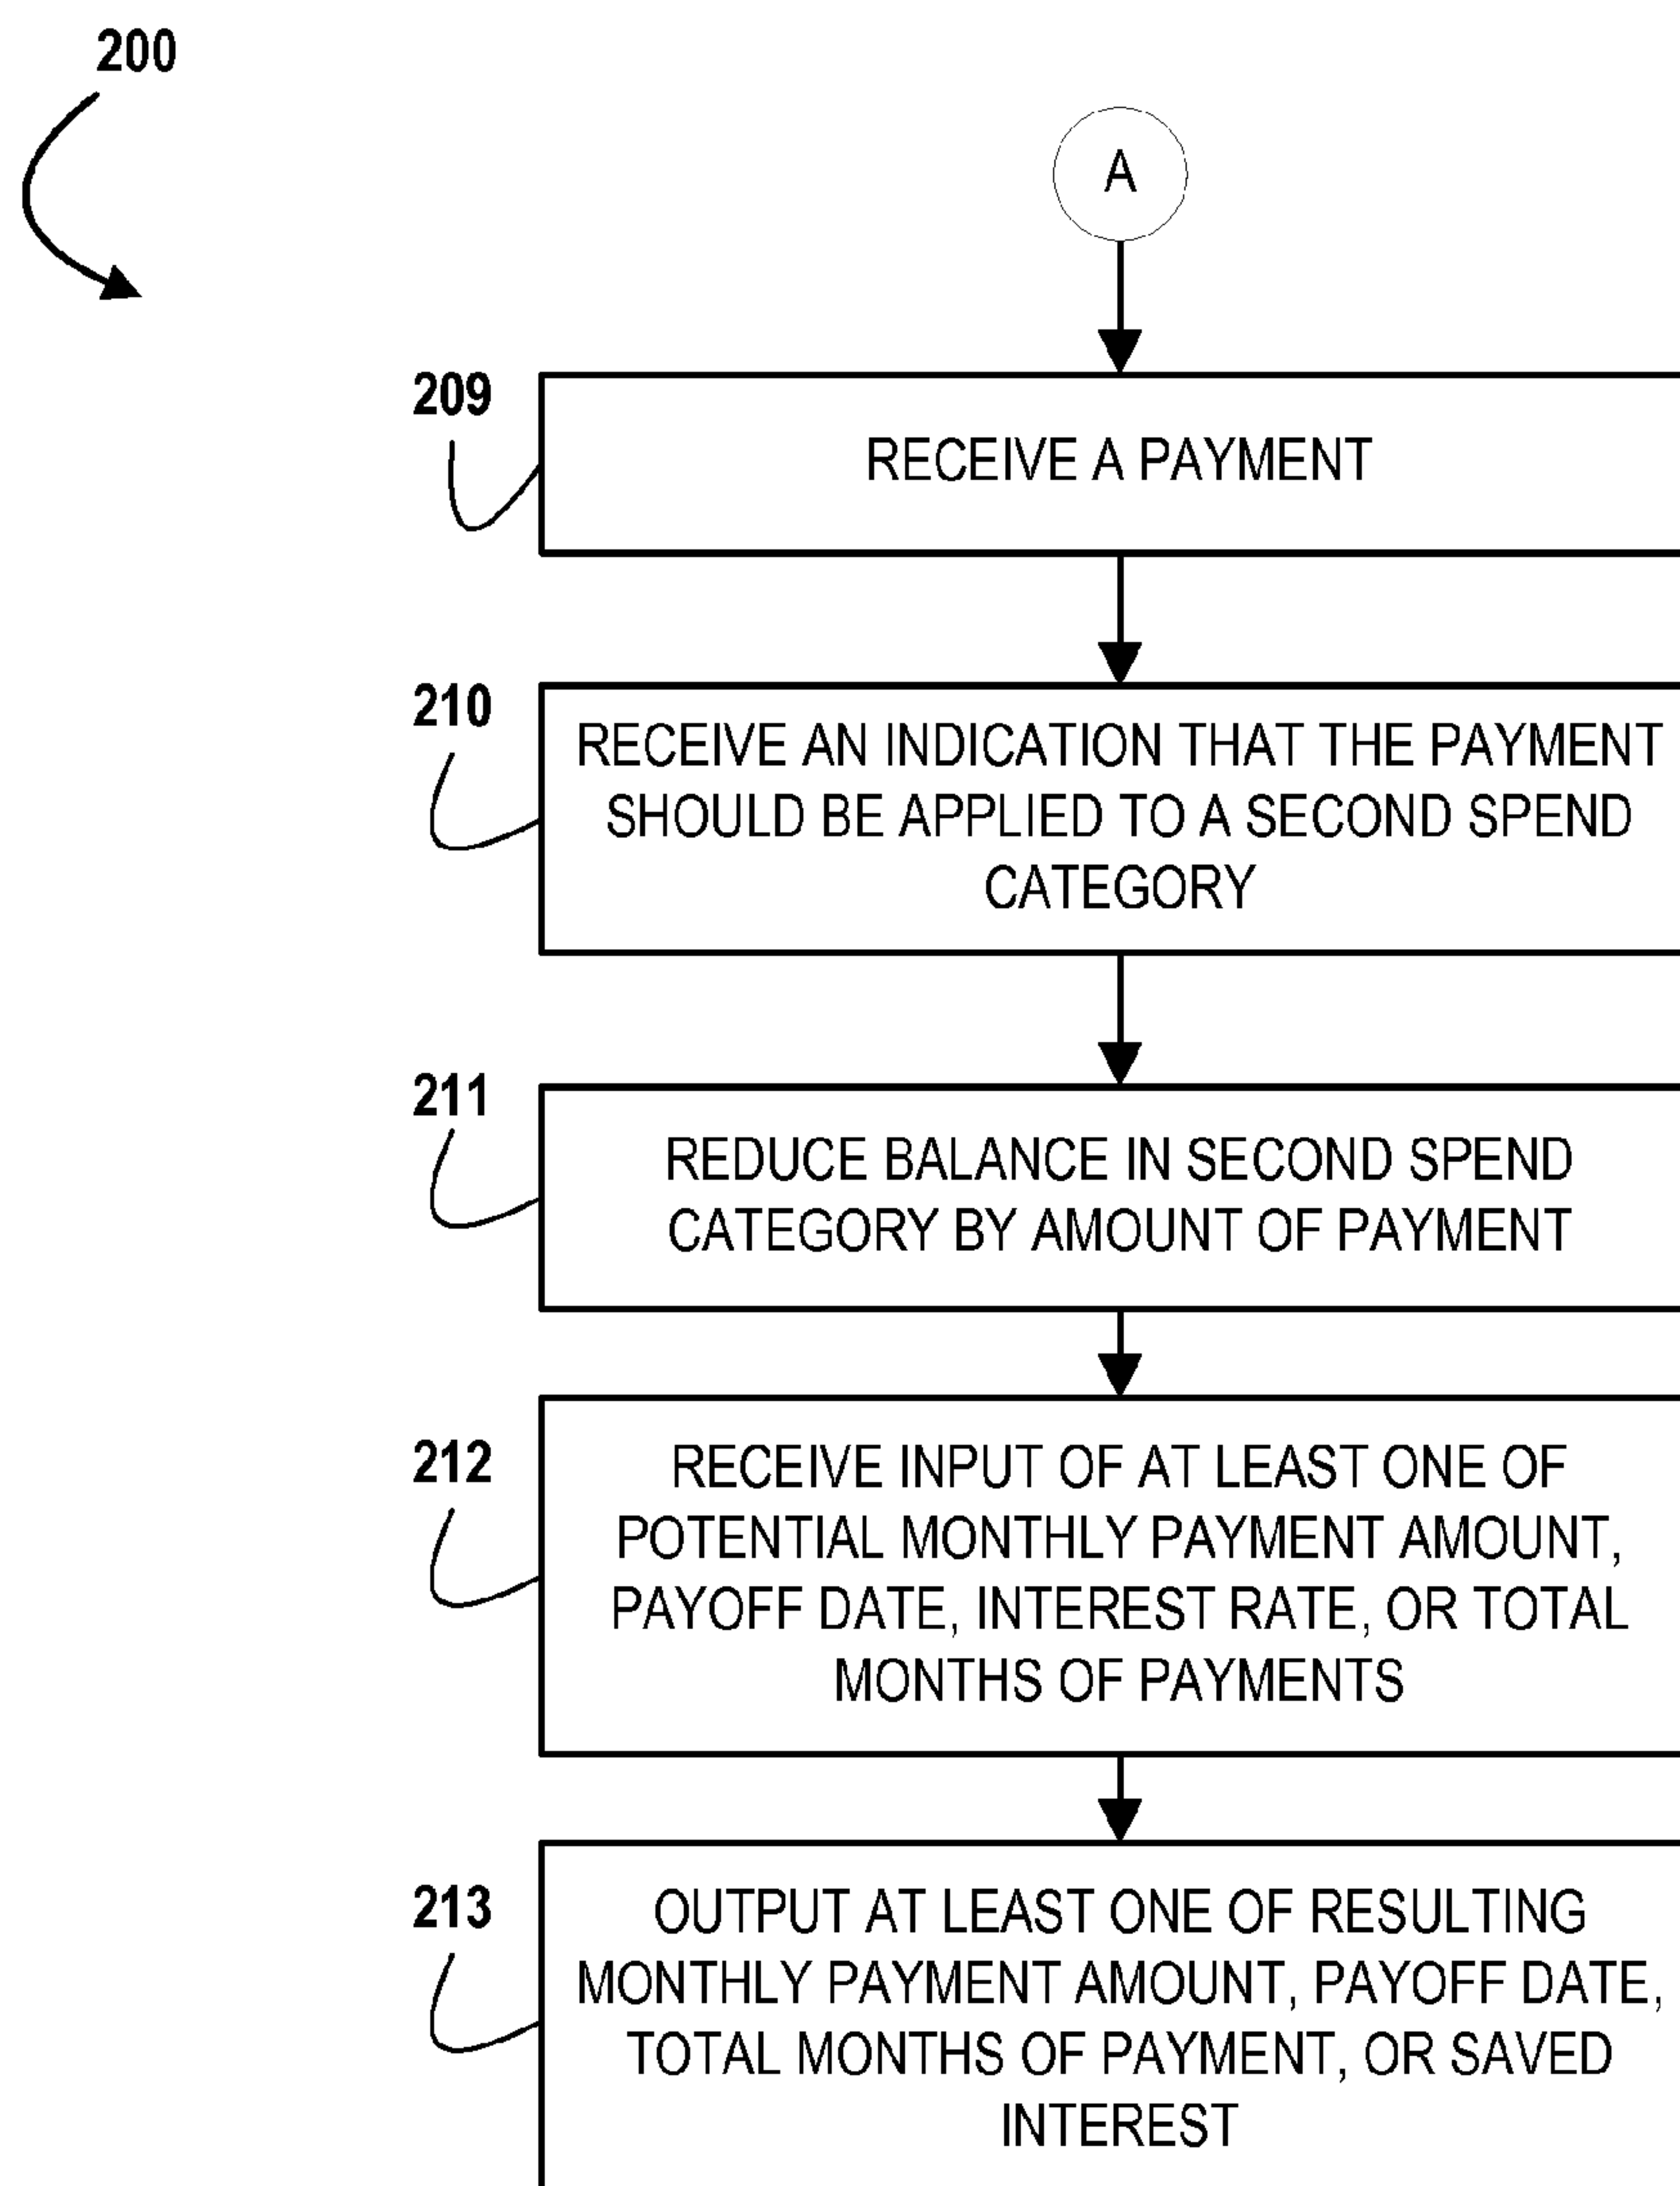 200
A
209
RECEIVE A PAYMENT
210
RECEIVE AN INDICATION THAT THE PAYMENT
SHOULD BE APPLIED TO A SECOND SPEND
CATEGORY
211
REDUCE BALANCE IN SECOND SPEND
CATEGORY BY AMOUNT OF PAYMENT
212
RECEIVE INPUT OF AT LEAST ONE OF
POTENTIAL MONTHLY PAYMENT AMOUNT,
PAYOFF DATE, INTEREST RATE, OR TOTAL
MONTHS OF PAYMENTS
213
OUTPUT AT LEAST ONE OF RESULTING
MONTHLY PAYMENT AMOUNT, PAYOFF DATE,
TOTAL MONTHS OF PAYMENT, OR SAVED
INTEREST